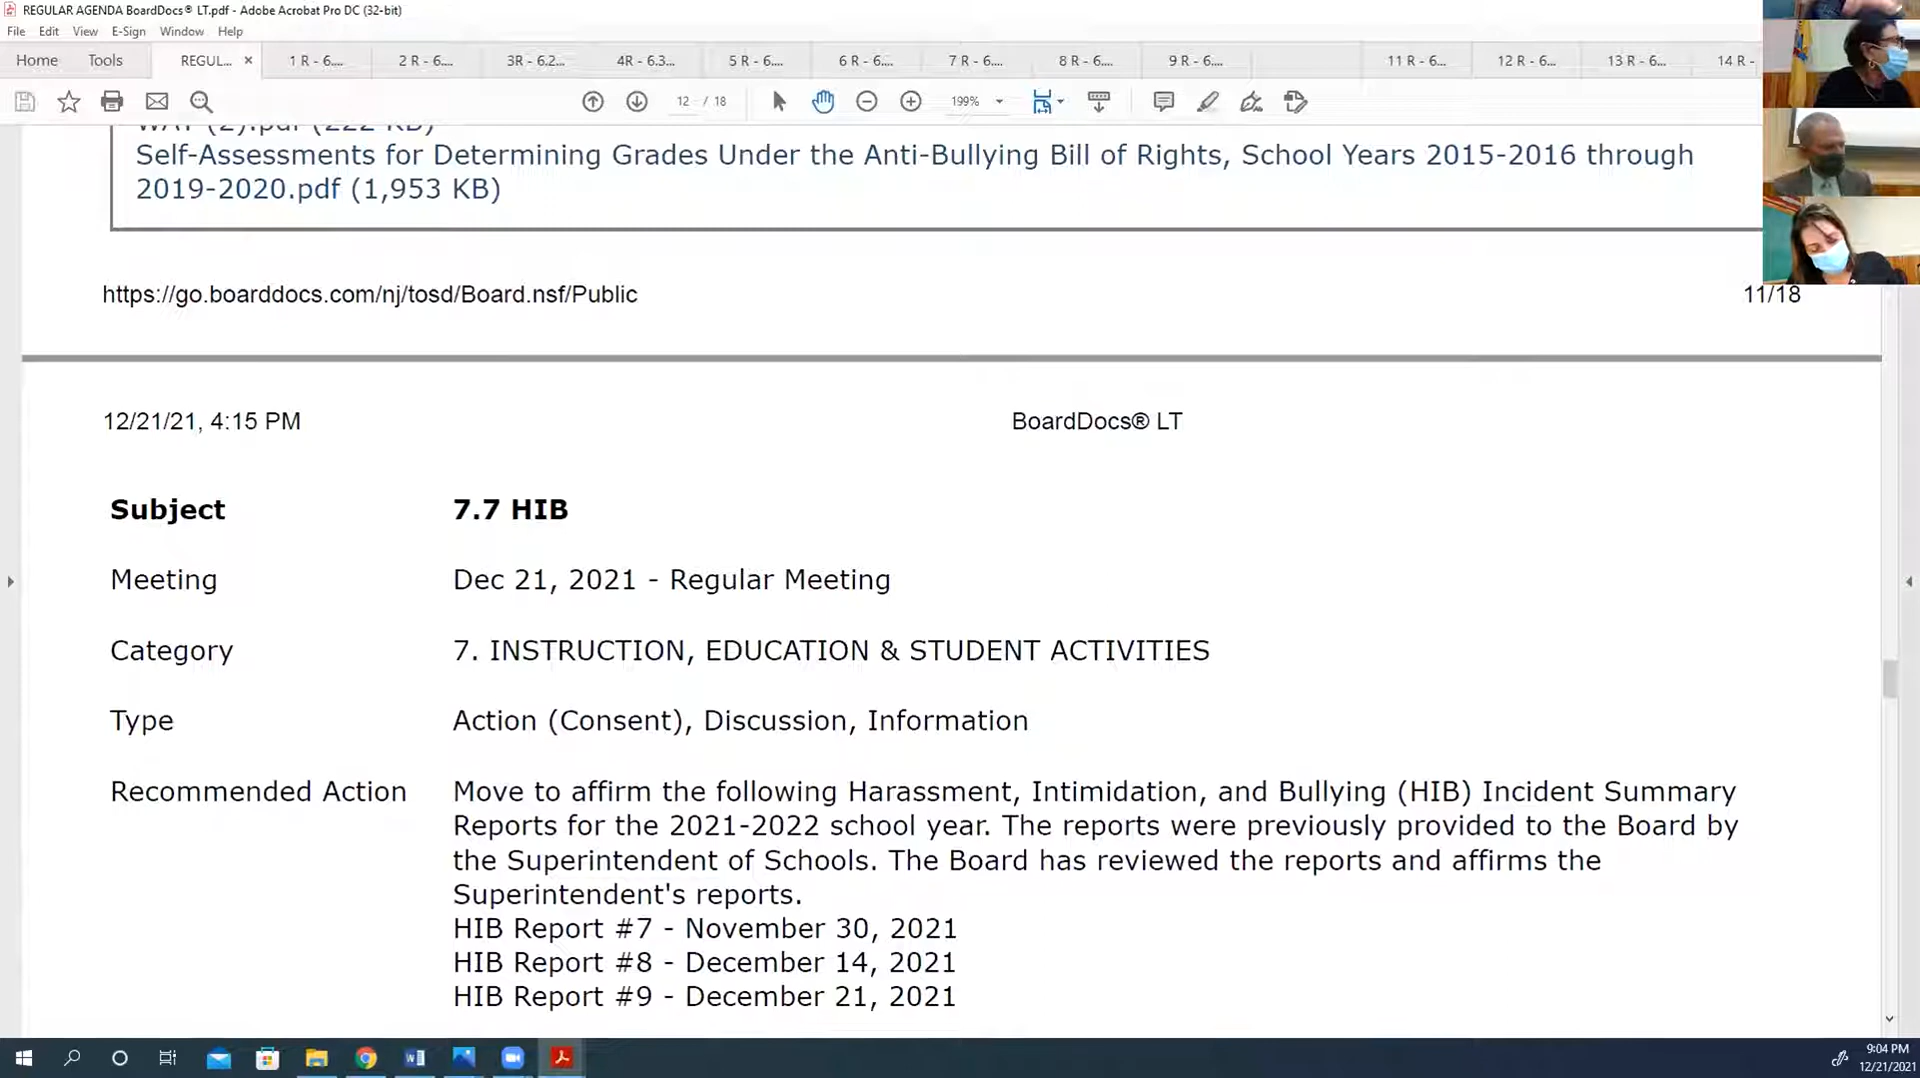 REGULAR AGENDA BoardDocs® LT.pdf - Adobe Acrobat Pro DC (32-bit)
File Edit View E-Sign Window Help
Home Tools REGUL... × 1 R - 6.... 2 R - 6.... 3R - 6.2... 4R - 6.3... 5 R - 6.... 6 R - 6.... 7 R - 6.... 8 R - 6.... 9 R - 6.... 11 R - 6... 12 R - 6... 13 R - 6... 14 R -
12 / 18 199%
WAY (2).pdf (222 KB)
Self-Assessments for Determining Grades Under the Anti-Bullying Bill of Rights, School Years 2015-2016 through
2019-2020.pdf (1,953 KB)
https://go.boarddocs.com/nj/tosd/Board.nsf/Public 11/18
12/21/21, 4:15 PM BoardDocs® LT
Subject 7.7 HIB
Meeting Dec 21, 2021 - Regular Meeting
Category 7. INSTRUCTION, EDUCATION & STUDENT ACTIVITIES
Type Action (Consent), Discussion, Information
Recommended Action Move to affirm the following Harassment, Intimidation, and Bullying (HIB) Incident Summary
Reports for the 2021-2022 school year. The reports were previously provided to the Board by
the Superintendent of Schools. The Board has reviewed the reports and affirms the
Superintendent's reports.
HIB Report #7 - November 30, 2021
HIB Report #8 - December 14, 2021
HIB Report #9 - December 21, 2021
9:04 PM
12/21/2021